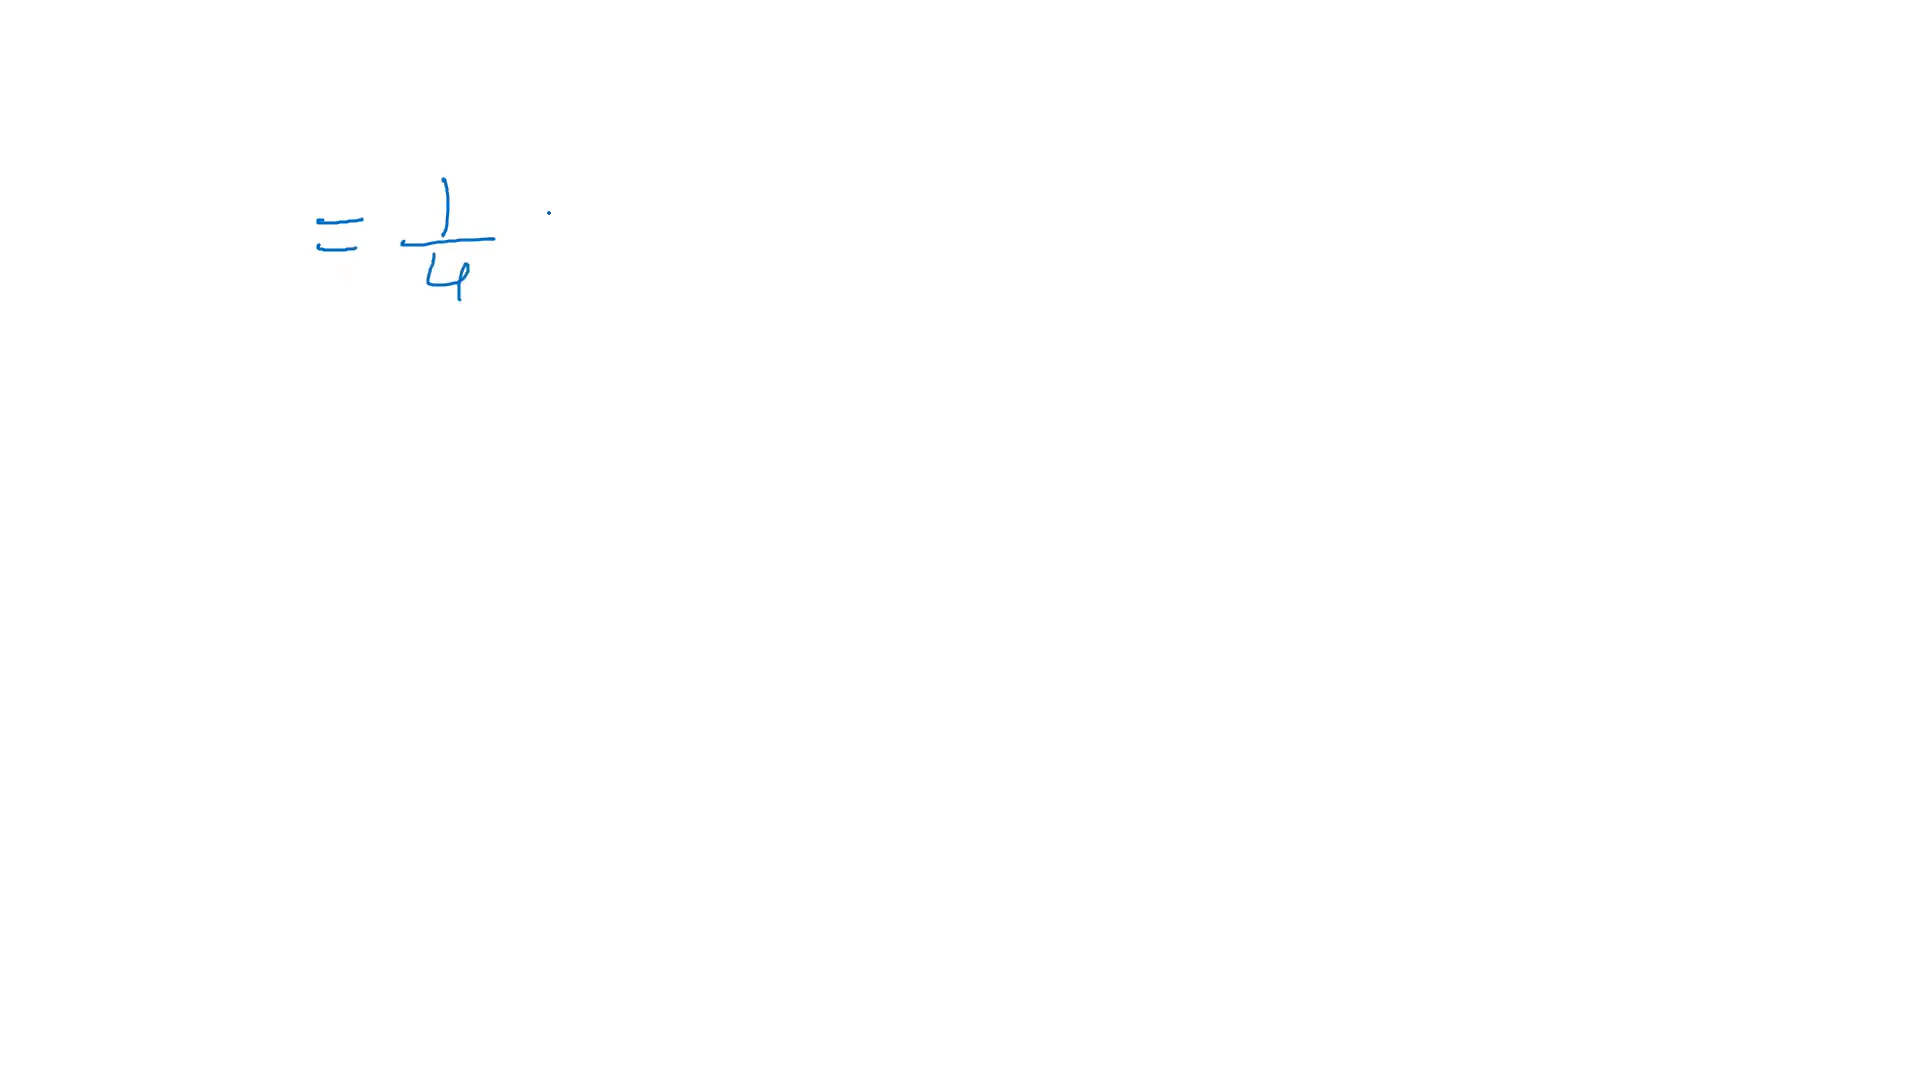 = 1/4